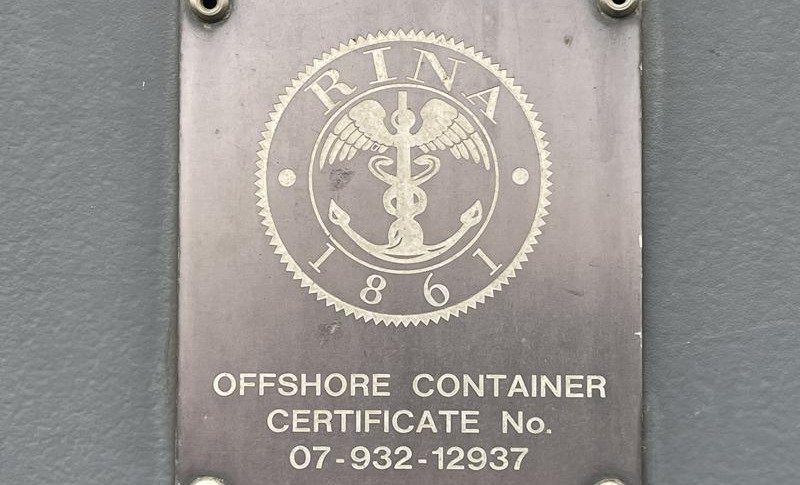 RINA
1861
OFFSHORE CONTAINER
CERTIFICATE No.
07-932-12937